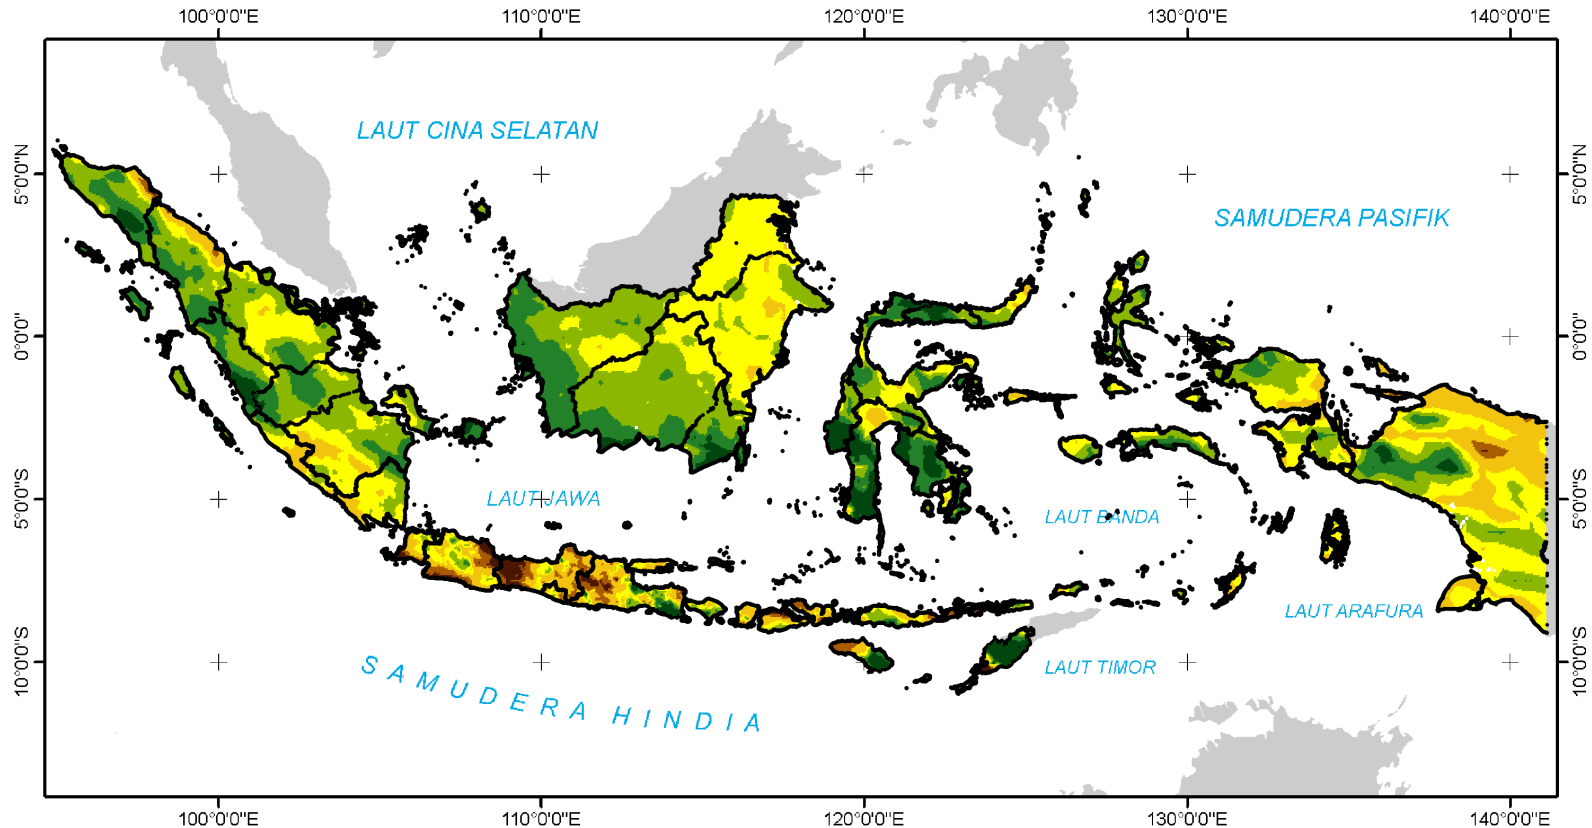 100°0'0"E 110°0'0"E 120°0'0"E 130°0'0"E 140°0'0"E
LAUT CINA SELATAN
5°0'0"N 5°0'0"N
SAMUDERA PASIFIK
0°0'0" 0°0'0"
LAUT JAWA
5°0'0"S 5°0'0"S
LAUT BANDA
LAUT ARAFURA
10°0'0"S 10°0'0"S
LAUT TIMOR
SAMUDERA HINDIA
100°0'0"E 110°0'0"E 120°0'0"E 130°0'0"E 140°0'0"E